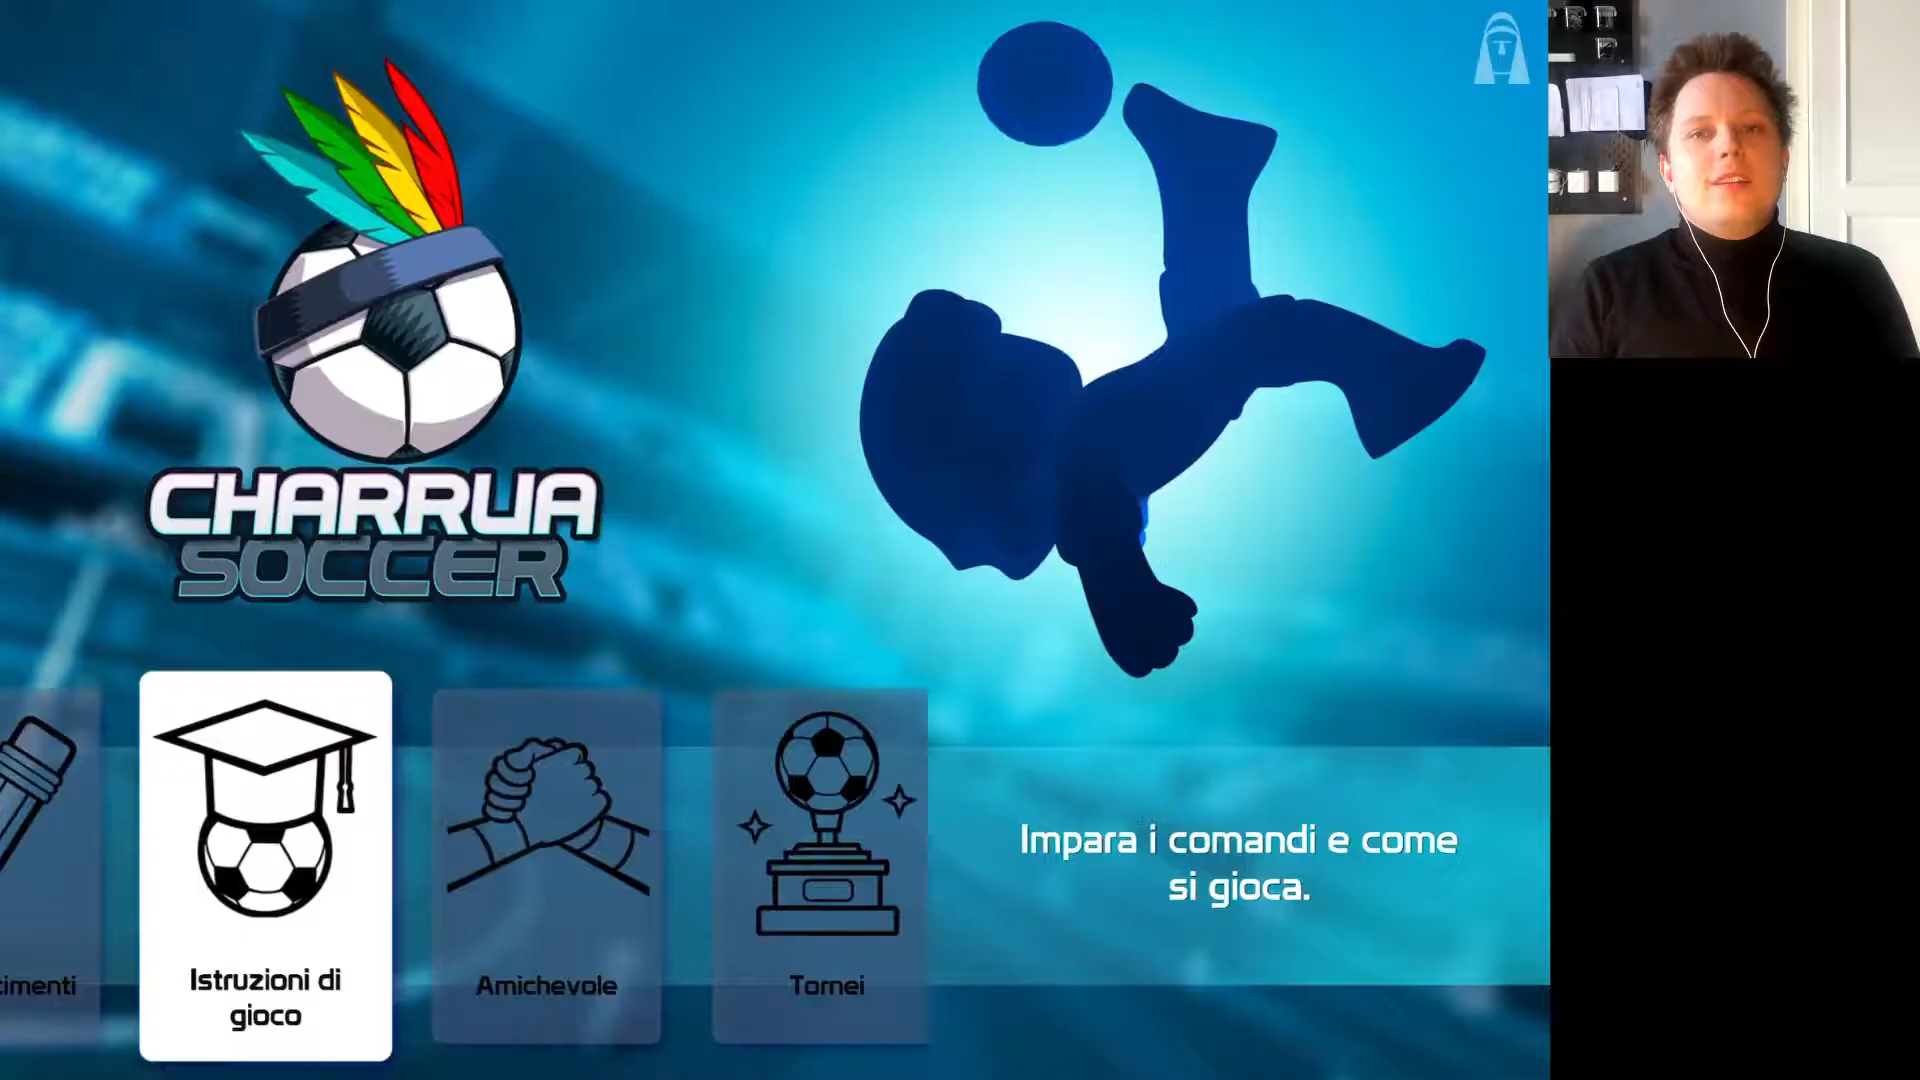 CHARRUA
SOCCER
Impara i comandi e come
si gioca.
Istruzioni di
gioco
Amichevole
Tornei